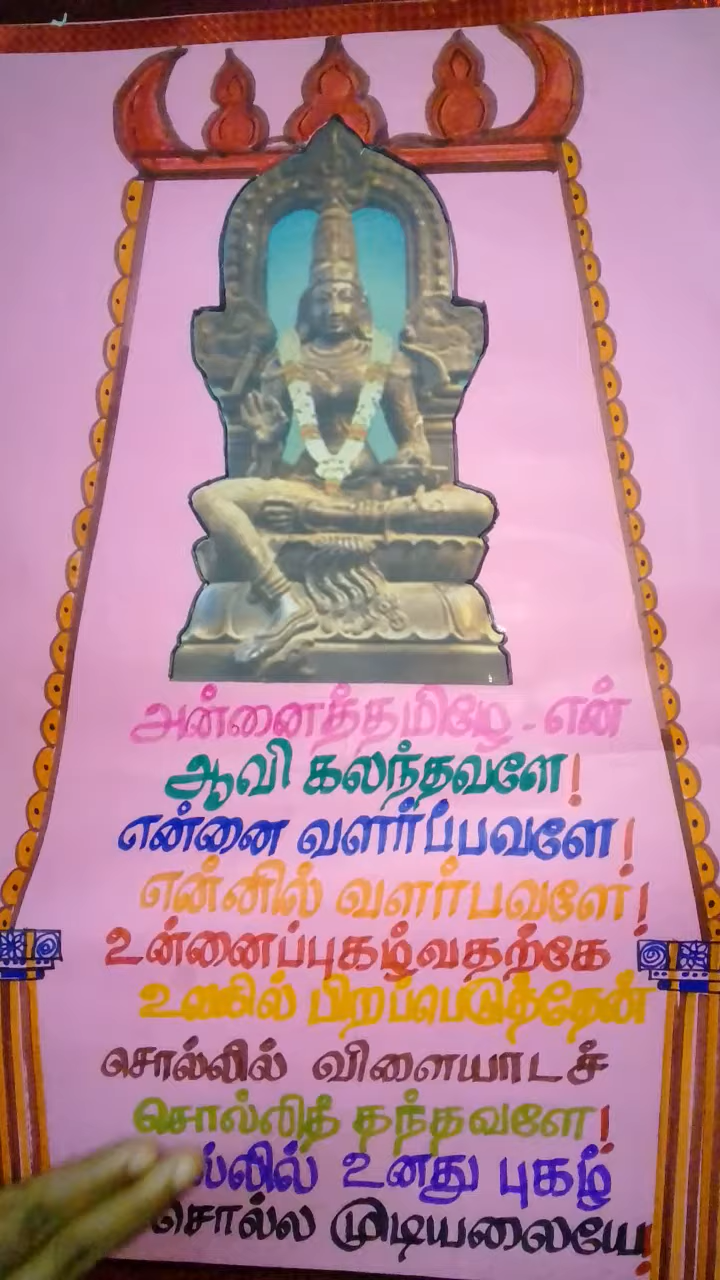 அன்னைத்தமிழே - என்
ஆவி கலந்தவளே!
என்னை வளர்ப்பவளே!
என்னில் வளர்பவளே!
உன்னைப்புகழ்வதற்கே
உலகில் பிறப்பெடுத்தேன்
சொல்லில் விளையாடச்
சொல்லித் தந்தவளே!
உனது புகழ்
சொல்ல முடியலையே!